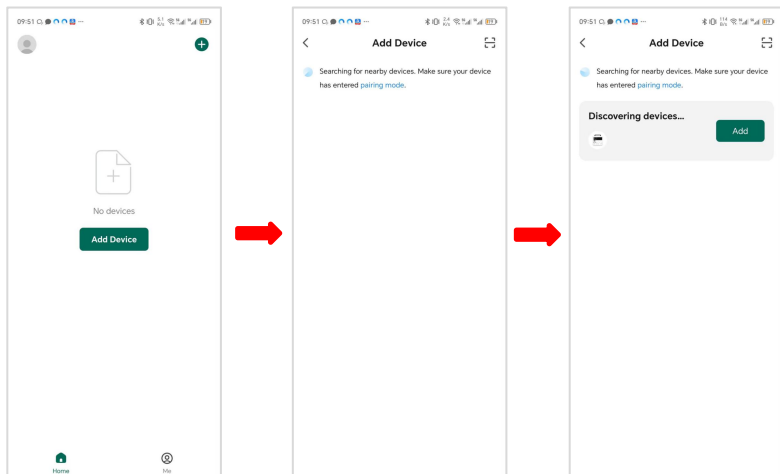 09:51
No devices
Add Device
Home
Me
09:51
Add Device
Searching for nearby devices. Make sure your device
has entered pairing mode.
09:51
Add Device
Searching for nearby devices. Make sure your device
has entered pairing mode.
Discovering devices...
Add